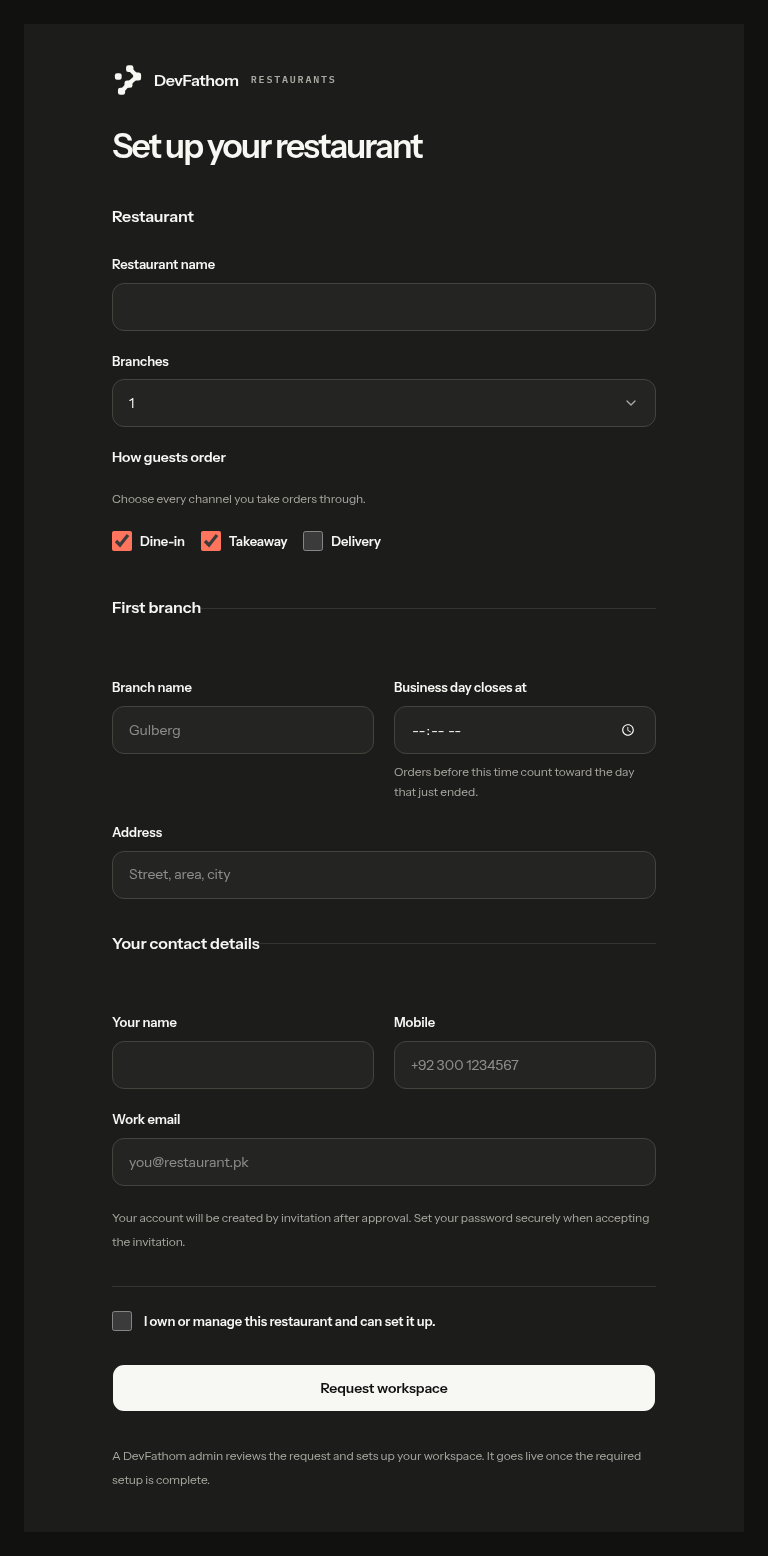 DevFathom RESTAURANTS
Set up your restaurant
Restaurant
Restaurant name
Branches
1
How guests order
Choose every channel you take orders through.
Dine-in Takeaway Delivery
First branch
Branch name Business day closes at
Gulberg --:-- --
Orders before this time count toward the day
that just ended.
Address
Street, area, city
Your contact details
Your name Mobile
+92 300 1234567
Work email
you@restaurant.pk
Your account will be created by invitation after approval. Set your password securely when accepting
the invitation.
I own or manage this restaurant and can set it up.
Request workspace
A DevFathom admin reviews the request and sets up your workspace. It goes live once the required
setup is complete.